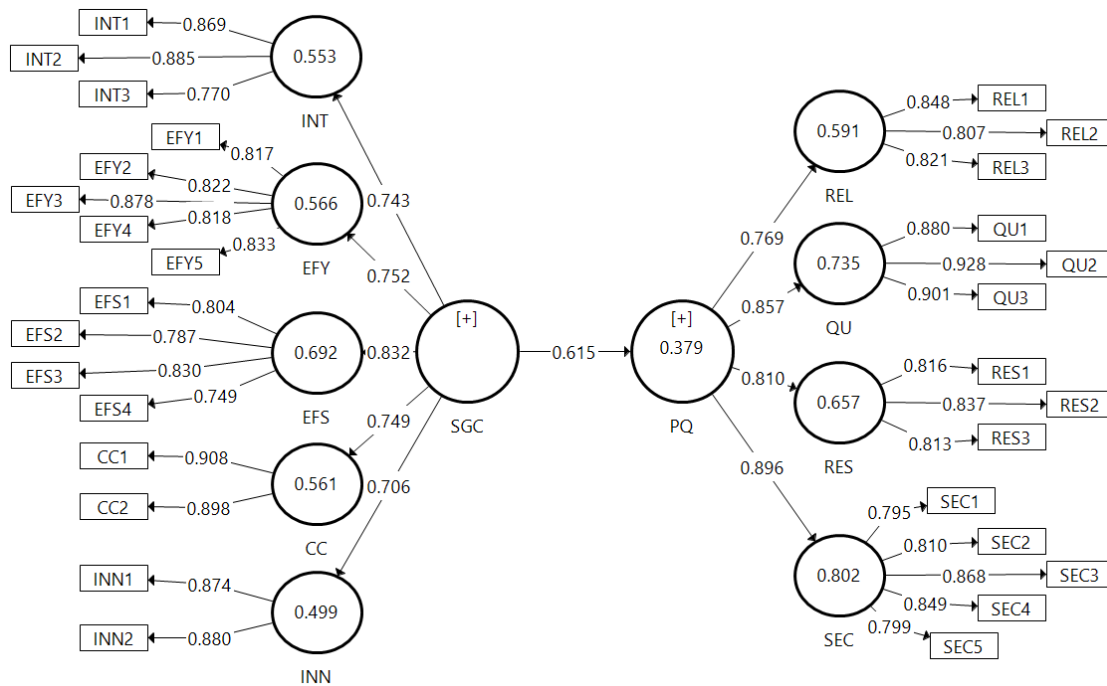 INT1
0.869
INT2
0.885
0.553
INT3
0.770
INT
EFY1
0.817
EFY2
0.822
EFY3
0.878
0.566
EFY4
0.818
EFY5
0.833
EFY
EFS1
0.804
EFS2
0.787
0.692
EFS3
0.830
EFS4
0.749
EFS
CC1
0.908
0.561
CC2
0.898
CC
INN1
0.874
0.499
INN2
0.880
INN
0.743
0.752
0.832
0.749
0.706
[+]
SGC
0.615
[+]
0.379
PQ
0.769
0.857
0.810
0.896
0.591
REL
0.848
REL1
0.807
REL2
0.821
REL3
0.735
QU
0.880
QU1
0.928
QU2
0.901
QU3
0.657
RES
0.816
RES1
0.837
RES2
0.813
RES3
0.802
SEC
0.795
SEC1
0.810
SEC2
0.868
SEC3
0.849
SEC4
0.799
SEC5